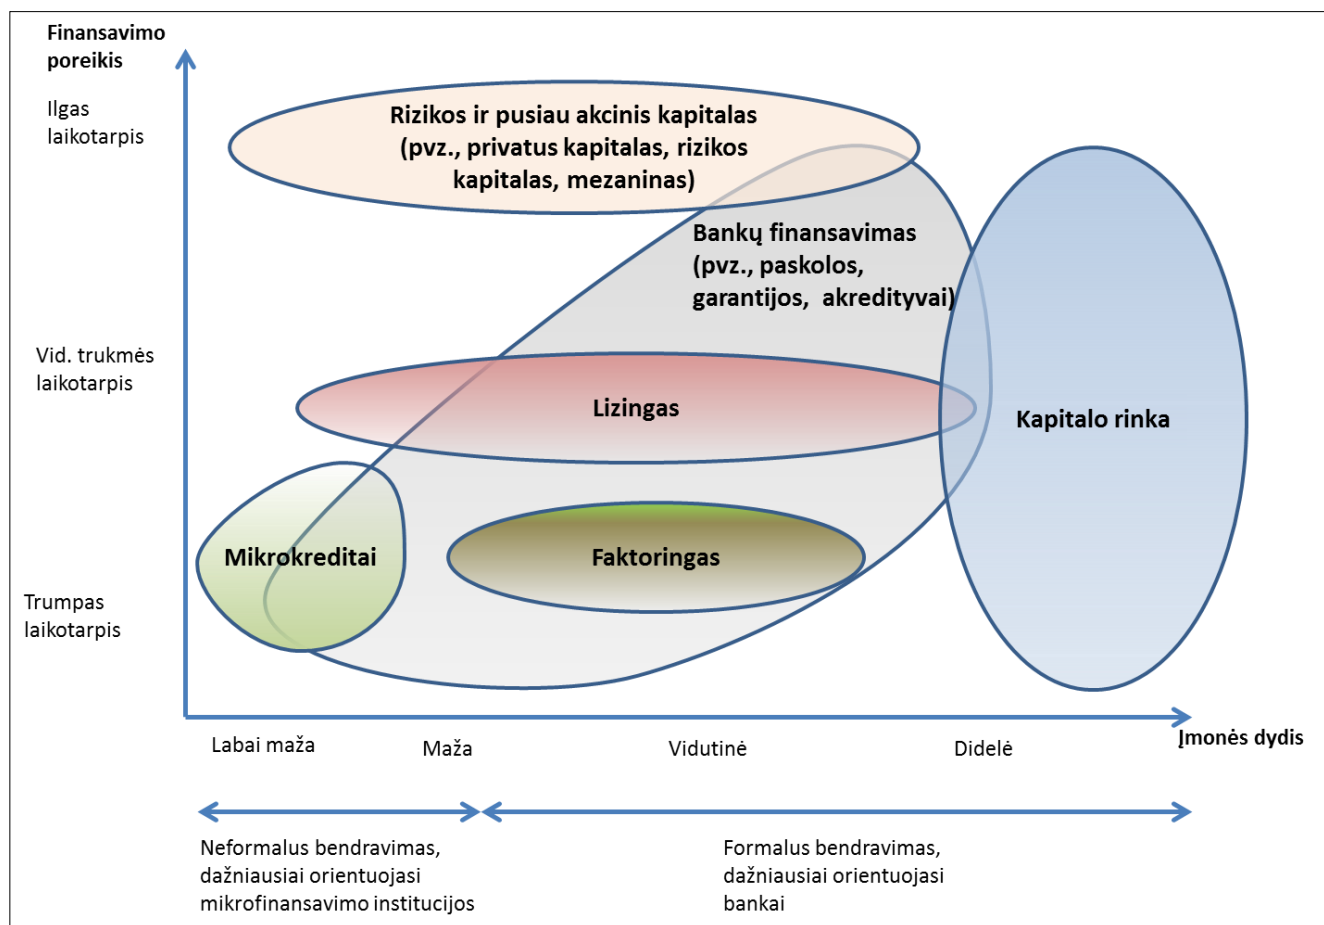 Finansavimo
poreikis
Ilgas
laikotarpis
Rizikos ir pusiau akcinis kapitalas
(pvz., privatus kapitalas, rizikos
kapitalas, mezaninas)
Bankų finansavimas
(pvz., paskolos,
garantijos, akredityvai)
Vid. trukmės
laikotarpis
Lizingas
Kapitalo rinka
Mikrokreditai
Faktoringas
Trumpas
laikotarpis
Labai maža
Maža
Vidutinė
Didelė
Įmonės dydis
Neformalus bendravimas,
dažniausiai orientuojasi
mikrofinansavimo institucijos
Formalus bendravimas,
dažniausiai orientuojasi
bankai